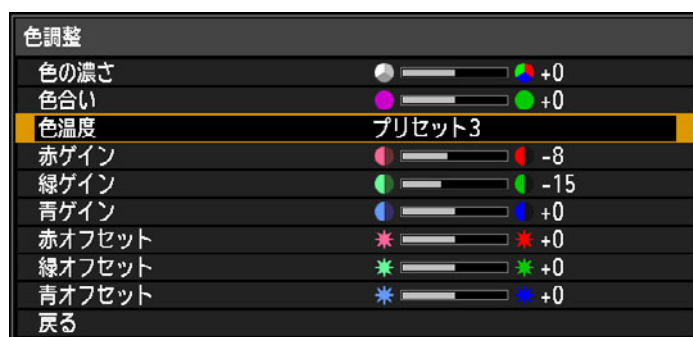 色調整
色の濃さ +0
色合い +0
色温度 プリセット3
赤ゲイン -8
緑ゲイン -15
青ゲイン +0
赤オフセット +0
緑オフセット +0
青オフセット +0
戻る